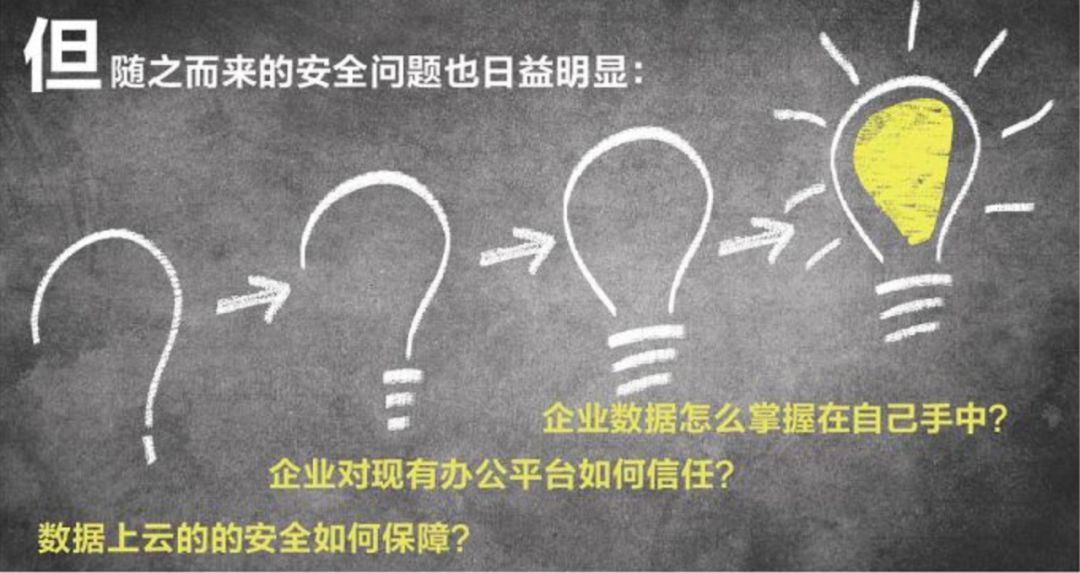 但随之而来的安全问题也日益明显：
企业数据怎么掌握在自己手中?
企业对现有办公平台如何信任?
数据上云的的安全如何保障?